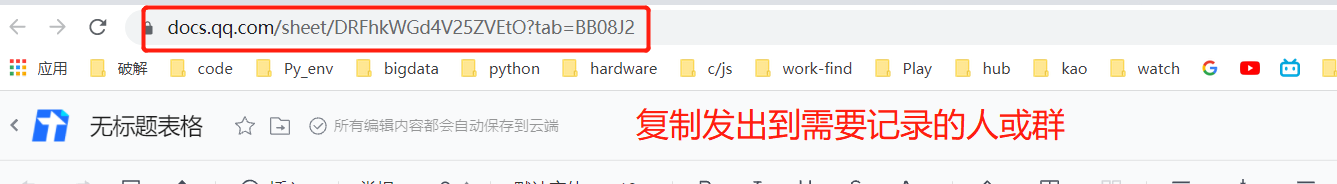 docs.qq.com/sheet/DRFhkWGd4V25ZVEtO?tab=BB08J2
应用 破解 code Py_env bigdata python hardware c/js work-find Play hub kao watch
无标题表格 所有编辑内容都会自动保存到云端 复制发出到需要记录的人或群